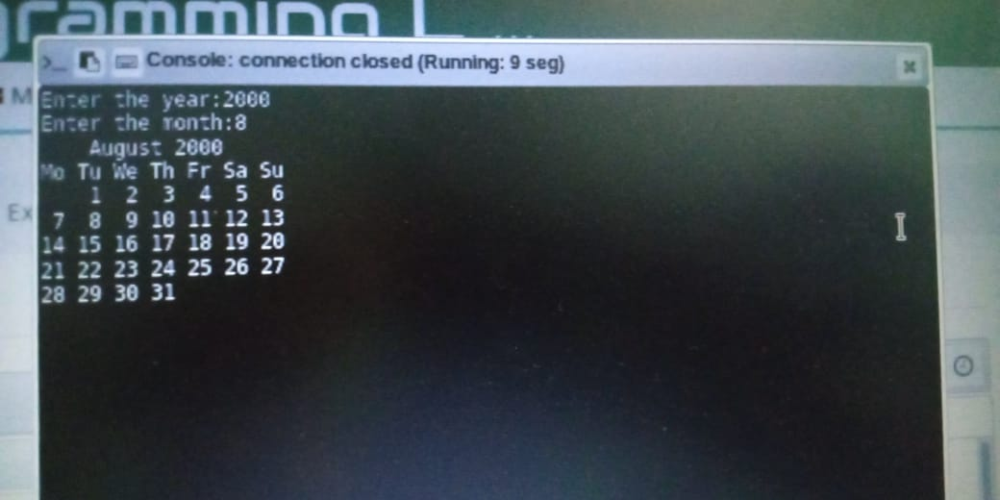 gramming L
Console: connection closed (Running: 9 seg)
M
Enter the year:2000
Enter the month:8
August 2000
Mo Tu We Th Fr Sa Su
1 2 3 4 5 6
Ex
7 8 9 10 11 12 13
14 15 16 17 18 19 20
21 22 23 24 25 26 27
28 29 30 31